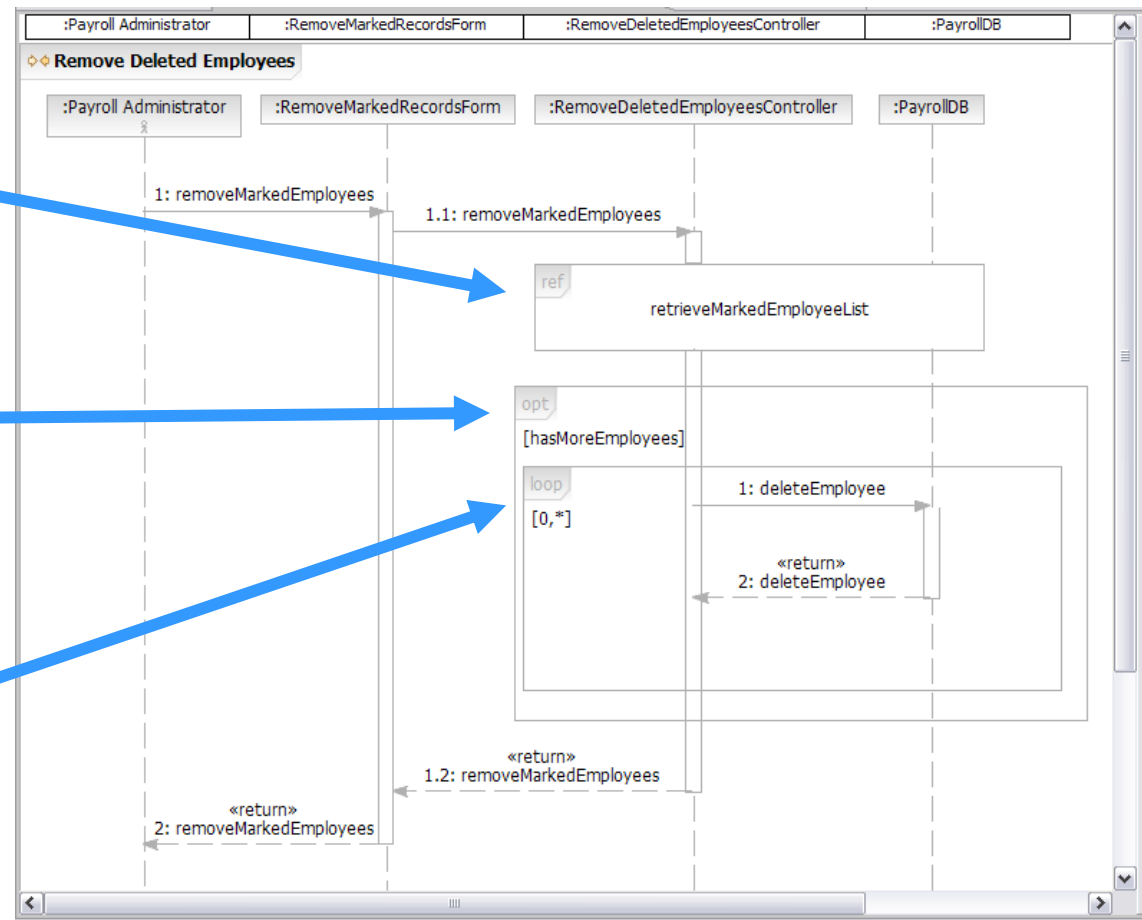 :Payroll Administrator :RemoveMarkedRecordsForm :RemoveDeletedEmployeesController :PayrollDB
Remove Deleted Employees
:Payroll Administrator :RemoveMarkedRecordsForm :RemoveDeletedEmployeesController :PayrollDB
1: removeMarkedEmployees
1.1: removeMarkedEmployees
ref
retrieveMarkedEmployeeList
opt
[hasMoreEmployees]
loop
1: deleteEmployee
[0,*]
«return»
2: deleteEmployee
«return»
1.2: removeMarkedEmployees
«return»
2: removeMarkedEmployees